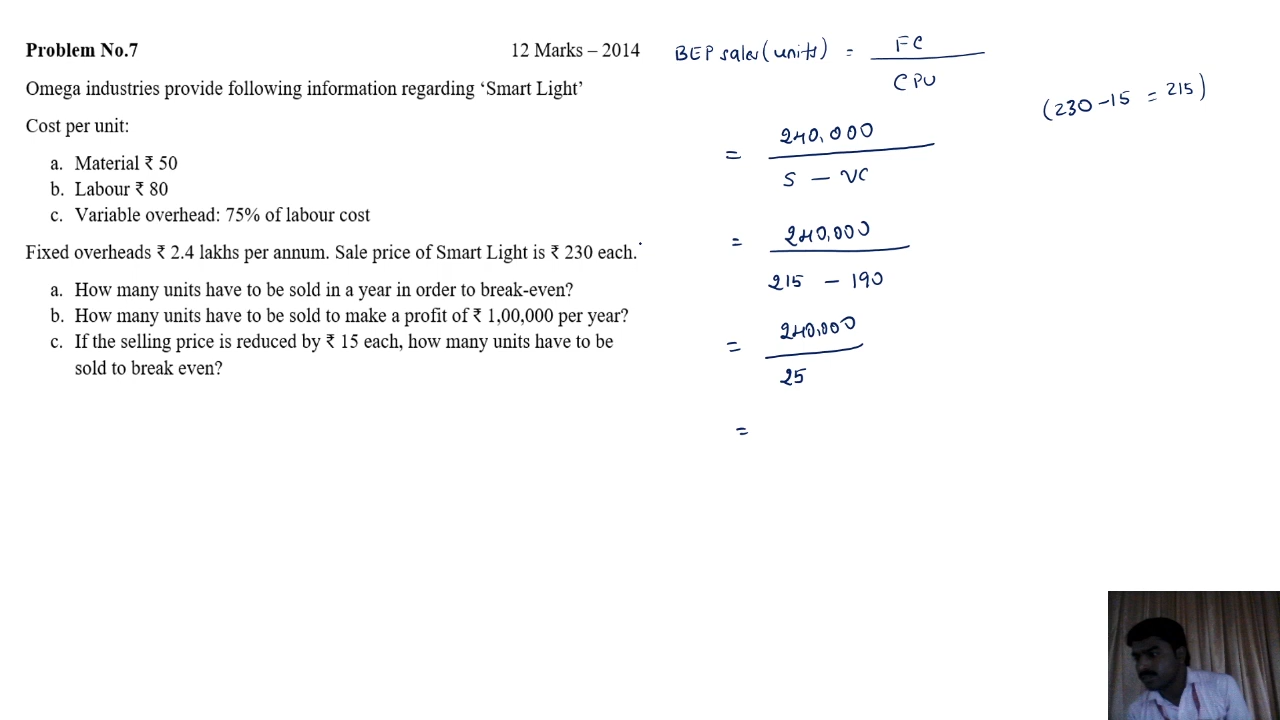 Problem No.7 12 Marks – 2014
Omega industries provide following information regarding ‘Smart Light’
Cost per unit:
a. Material ₹ 50
b. Labour ₹ 80
c. Variable overhead: 75% of labour cost
Fixed overheads ₹ 2.4 lakhs per annum. Sale price of Smart Light is ₹ 230 each.
a. How many units have to be sold in a year in order to break-even?
b. How many units have to be sold to make a profit of ₹ 1,00,000 per year?
c. If the selling price is reduced by ₹ 15 each, how many units have to be
sold to break even?
BEP sales (units) = FC
CPU
(230 - 15 = 215)
= 240,000
S - VC
= 240,000
215 - 190
= 240,000
25
=